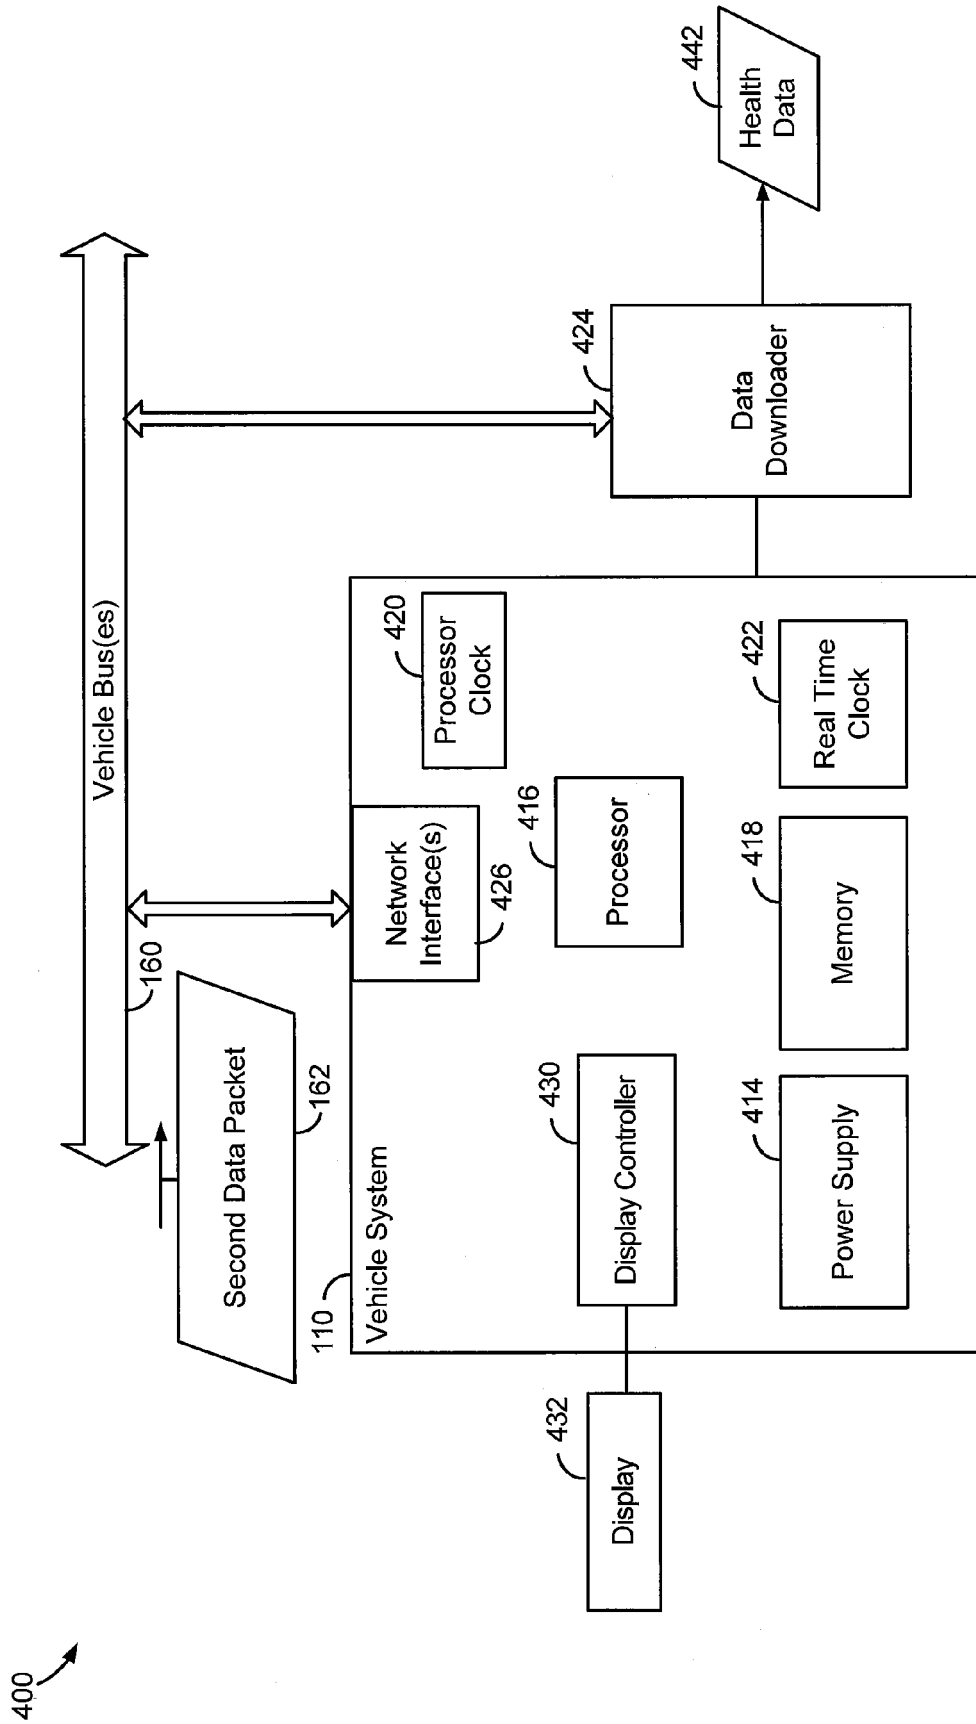 400
Vehicle Bus(es)
160
Second Data Packet
162
110
Vehicle System
Network
Interface(s)
426
420
Processor
Clock
432
Display
430
Display Controller
416
Processor
424
Data
Downloader
442
Health
Data
414
Power Supply
418
Memory
422
Real Time
Clock